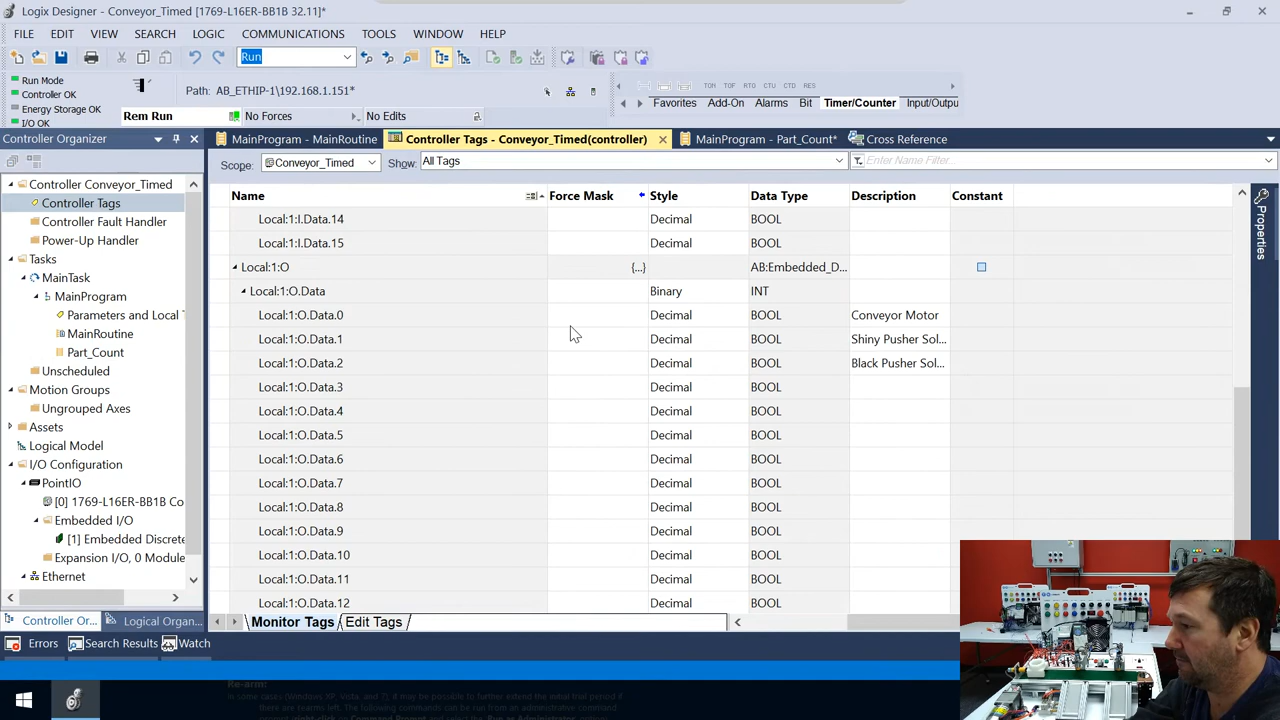 Logix Designer - Conveyor_Timed [1769-L16ER-BB1B 32.11]*
FILE EDIT VIEW SEARCH LOGIC COMMUNICATIONS TOOLS WINDOW HELP
Run
Run Mode
Controller OK
Energy Storage OK
I/O OK
Path: AB_ETHIP-1\192.168.1.151*
Rem Run No Forces No Edits
TON TOF RTO CTU CTD RES
Favorites Add-On Alarms Bit Timer/Counter Input/Outpu
Controller Organizer
MainProgram - MainRoutine Controller Tags - Conveyor_Timed(controller) MainProgram - Part_Count* Cross Reference
Scope: Conveyor_Timed Show: All Tags Enter Name Filter...
Controller Conveyor_Timed
Controller Tags
Controller Fault Handler
Power-Up Handler
Tasks
MainTask
MainProgram
Parameters and Local T
MainRoutine
Part_Count
Unscheduled
Motion Groups
Ungrouped Axes
Assets
Logical Model
I/O Configuration
PointIO
[0] 1769-L16ER-BB1B Co
Embedded I/O
[1] Embedded Discrete
Expansion I/O, 0 Module
Ethernet
Controller Or... Logical Organ...
Name Force Mask Style Data Type Description Constant
Local:1:I.Data.14 Decimal BOOL
Local:1:I.Data.15 Decimal BOOL
Local:1:O {...} AB:Embedded_D...
Local:1:O.Data Binary INT
Local:1:O.Data.0 Decimal BOOL Conveyor Motor
Local:1:O.Data.1 Decimal BOOL Shiny Pusher Sol...
Local:1:O.Data.2 Decimal BOOL Black Pusher Sol...
Local:1:O.Data.3 Decimal BOOL
Local:1:O.Data.4 Decimal BOOL
Local:1:O.Data.5 Decimal BOOL
Local:1:O.Data.6 Decimal BOOL
Local:1:O.Data.7 Decimal BOOL
Local:1:O.Data.8 Decimal BOOL
Local:1:O.Data.9 Decimal BOOL
Local:1:O.Data.10 Decimal BOOL
Local:1:O.Data.11 Decimal BOOL
Local:1:O.Data.12 Decimal BOOL
Properties
Monitor Tags Edit Tags
Errors Search Results Watch
Re-arm: